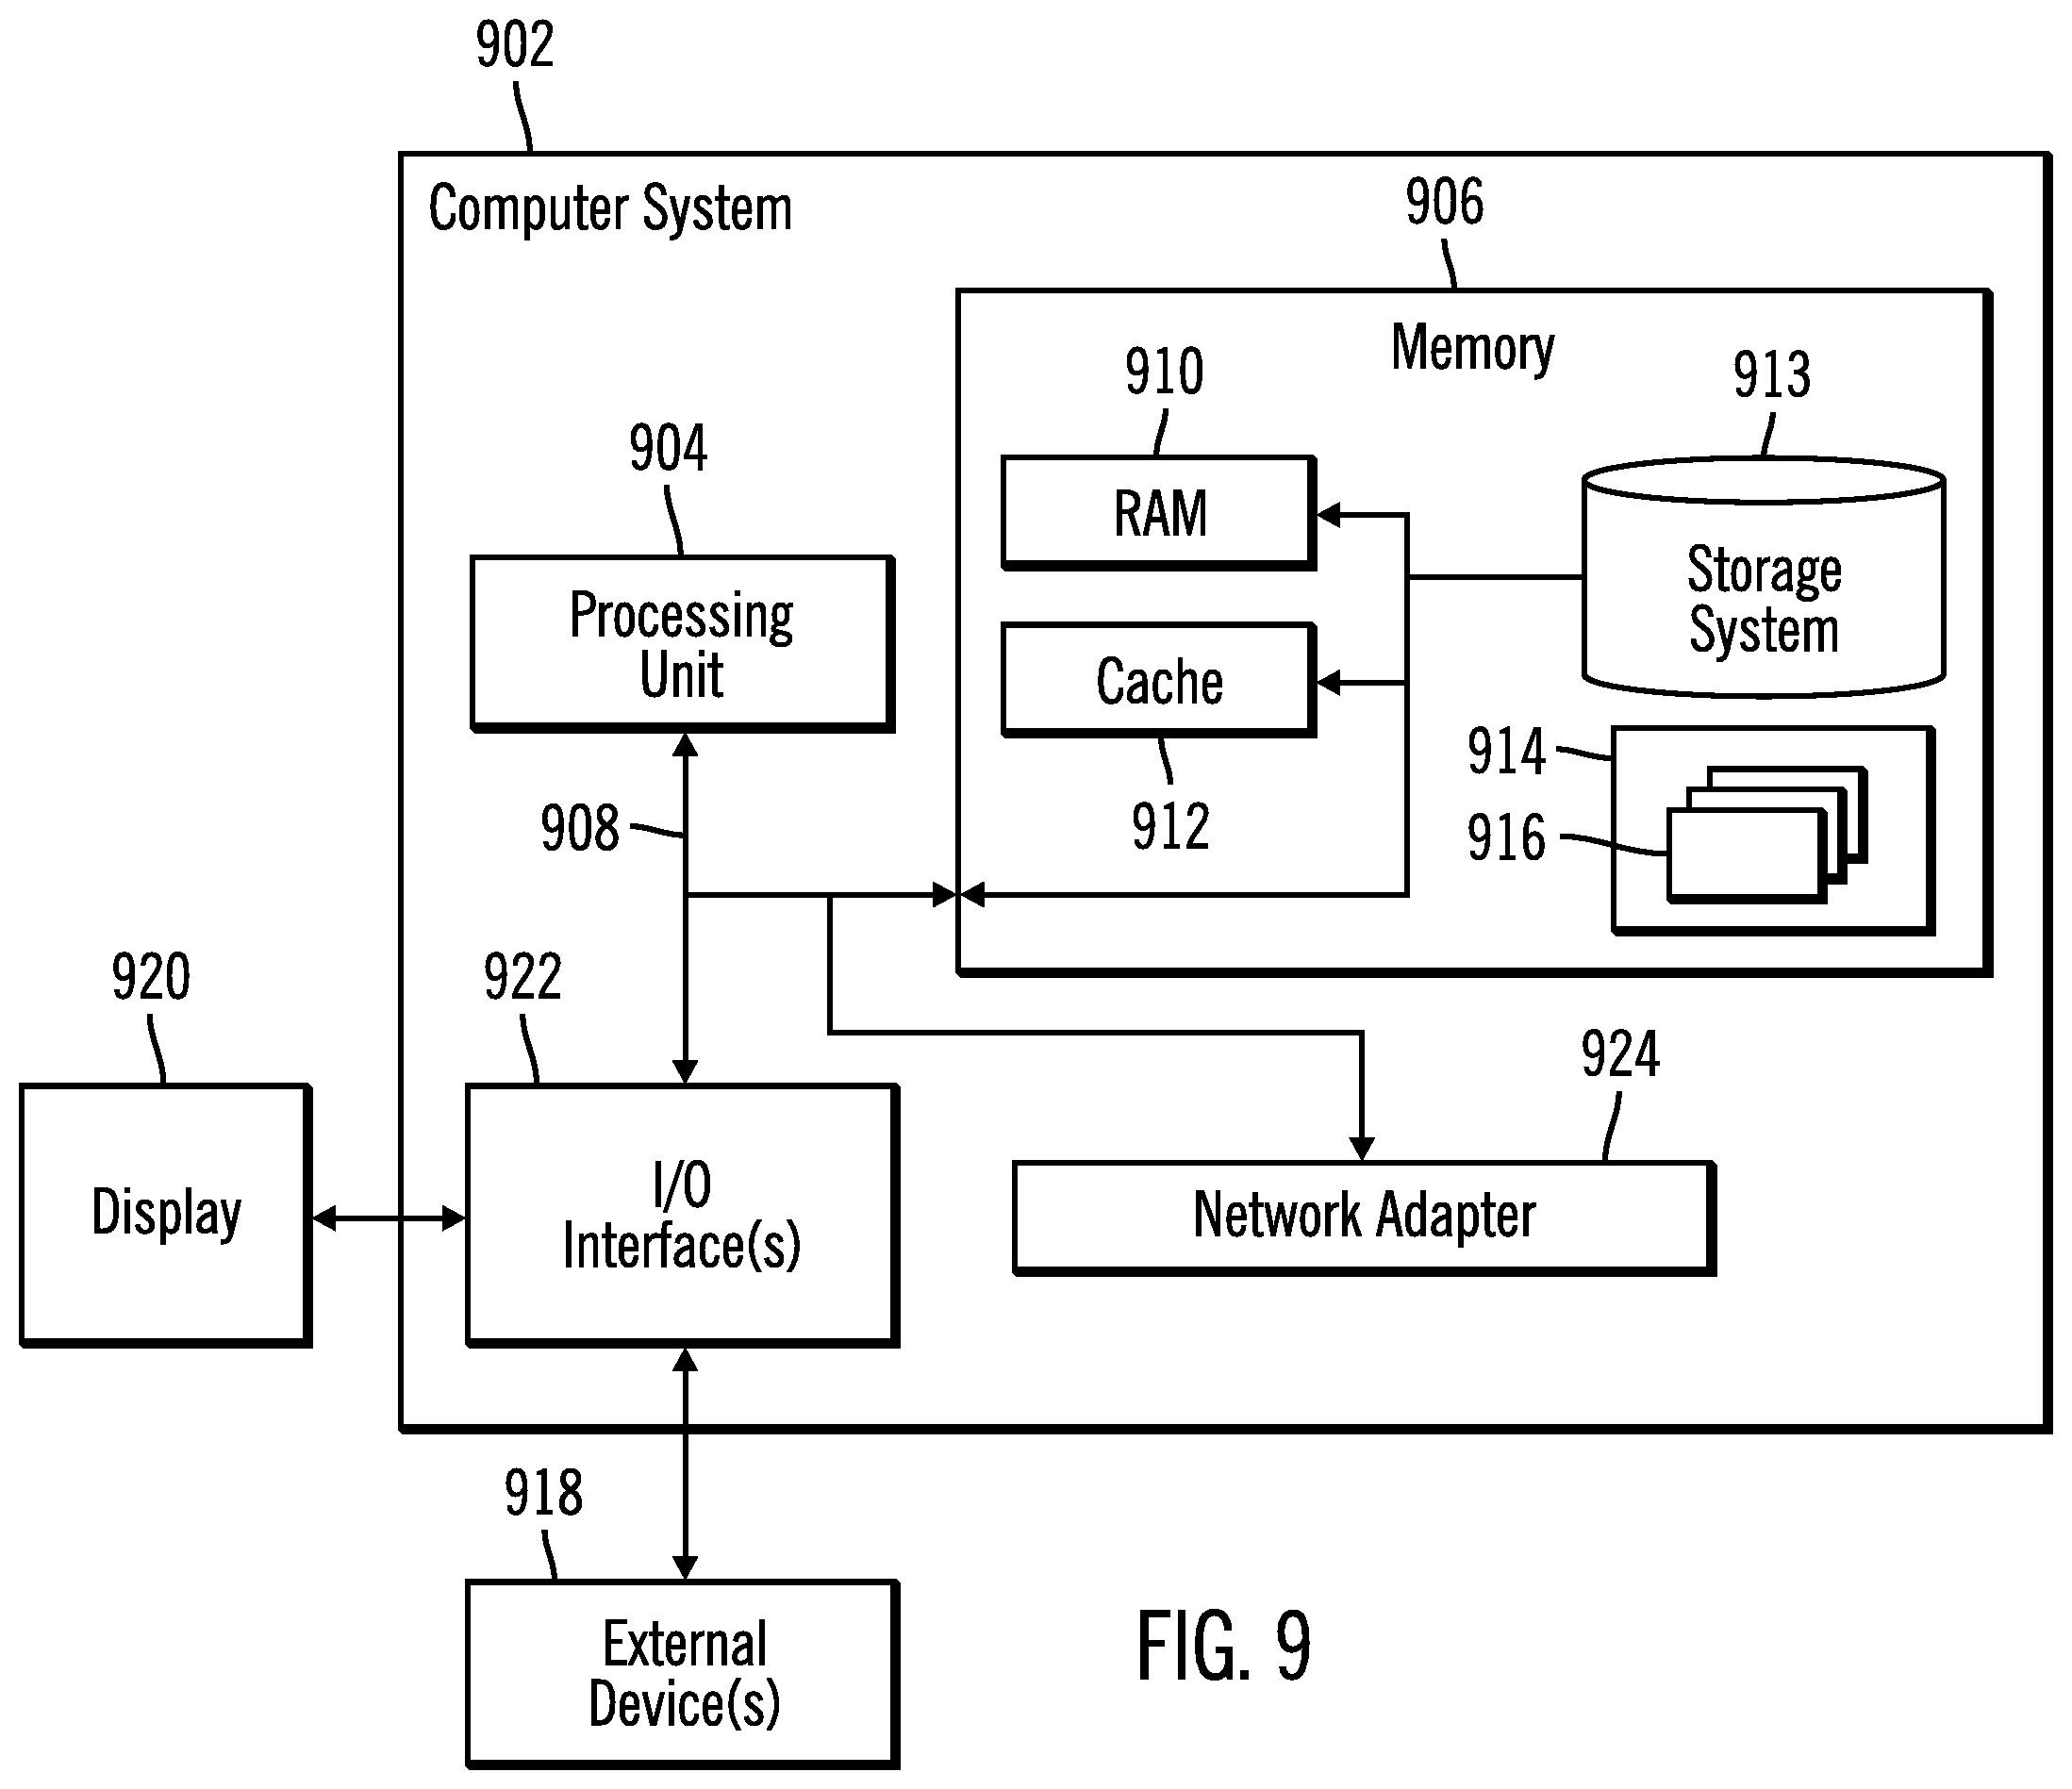 902
Computer System
906
Memory
910
913
904
RAM
Storage
System
Processing
Unit
Cache
914
908
912
916
920
922
924
Display
I/O
Interface(s)
Network Adapter
918
External
Device(s)
FIG. 9